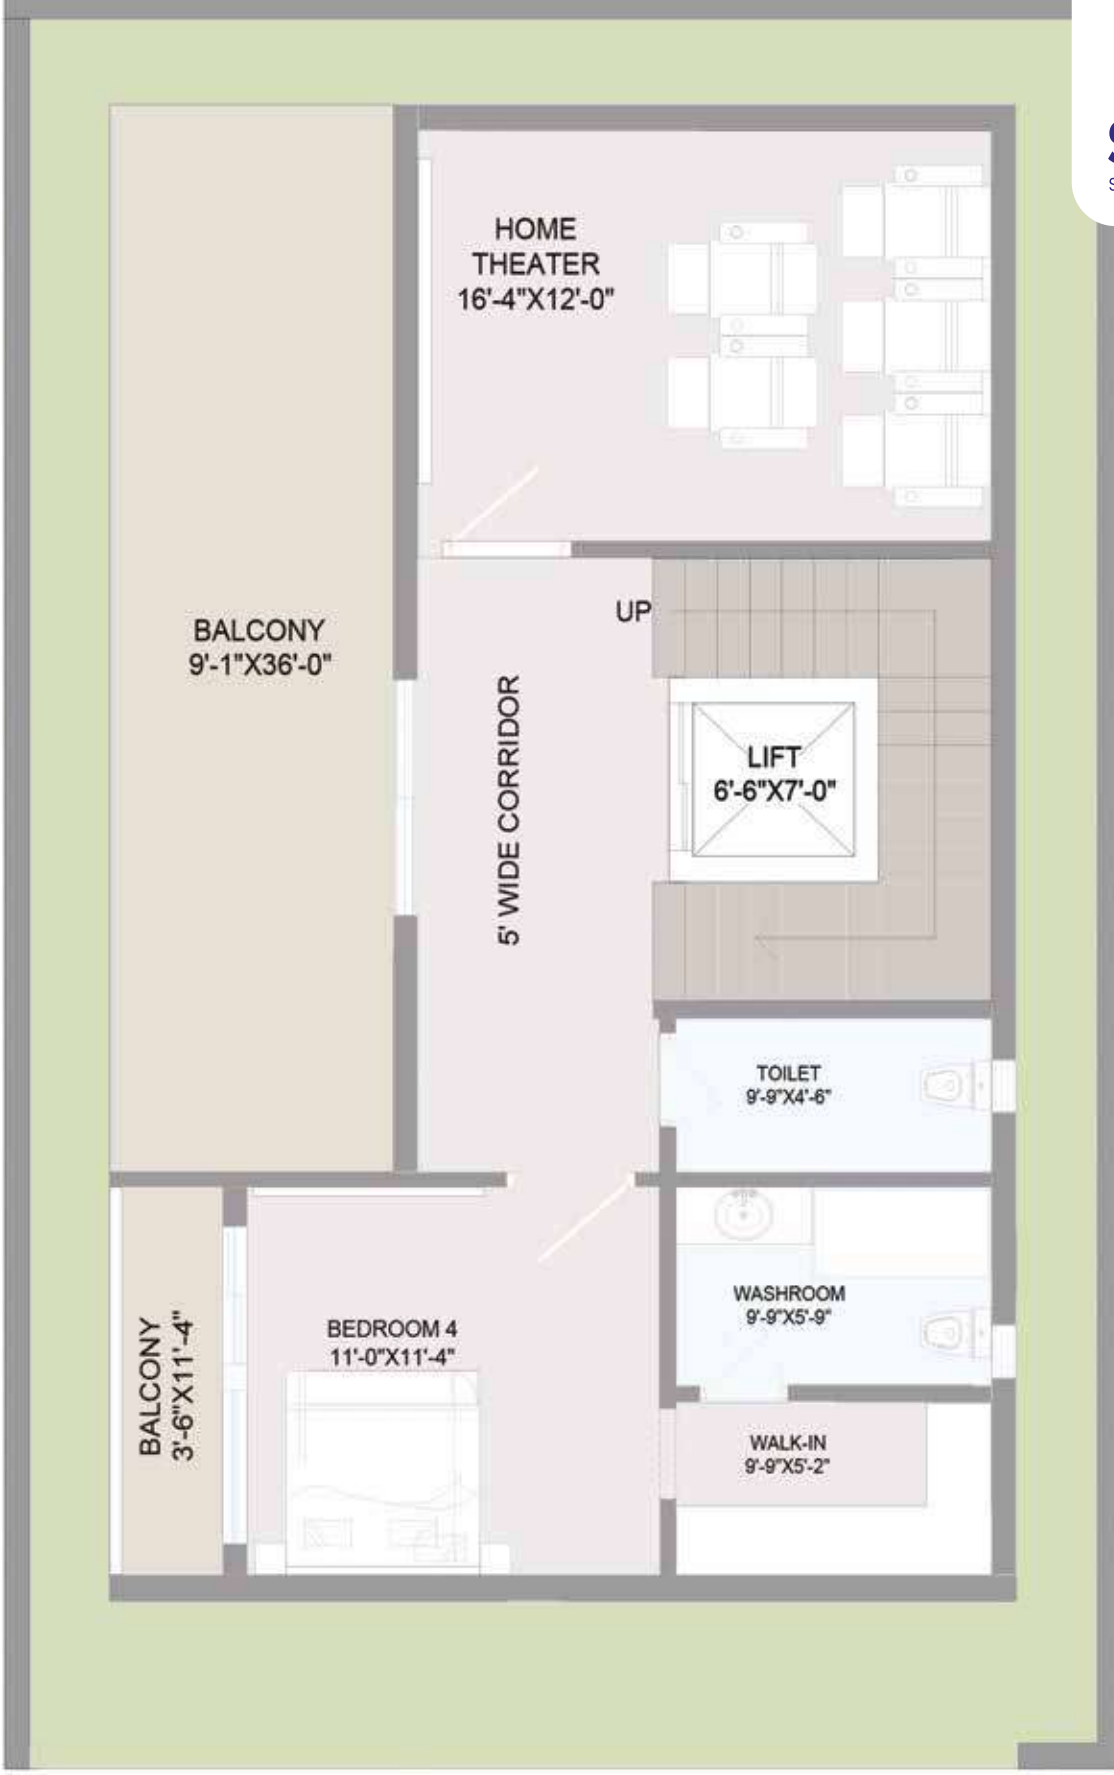 HOME
THEATER
16'-4"X12'-0"
UP
BALCONY
9'-1"X36'-0"
5' WIDE CORRIDOR
LIFT
6'-6"X7'-0"
TOILET
9'-9"X4'-6"
WASHROOM
9'-9"X5'-9"
BEDROOM 4
11'-0"X11'-4"
BALCONY
3'-6"X11'-4"
WALK-IN
9'-9"X5'-2"